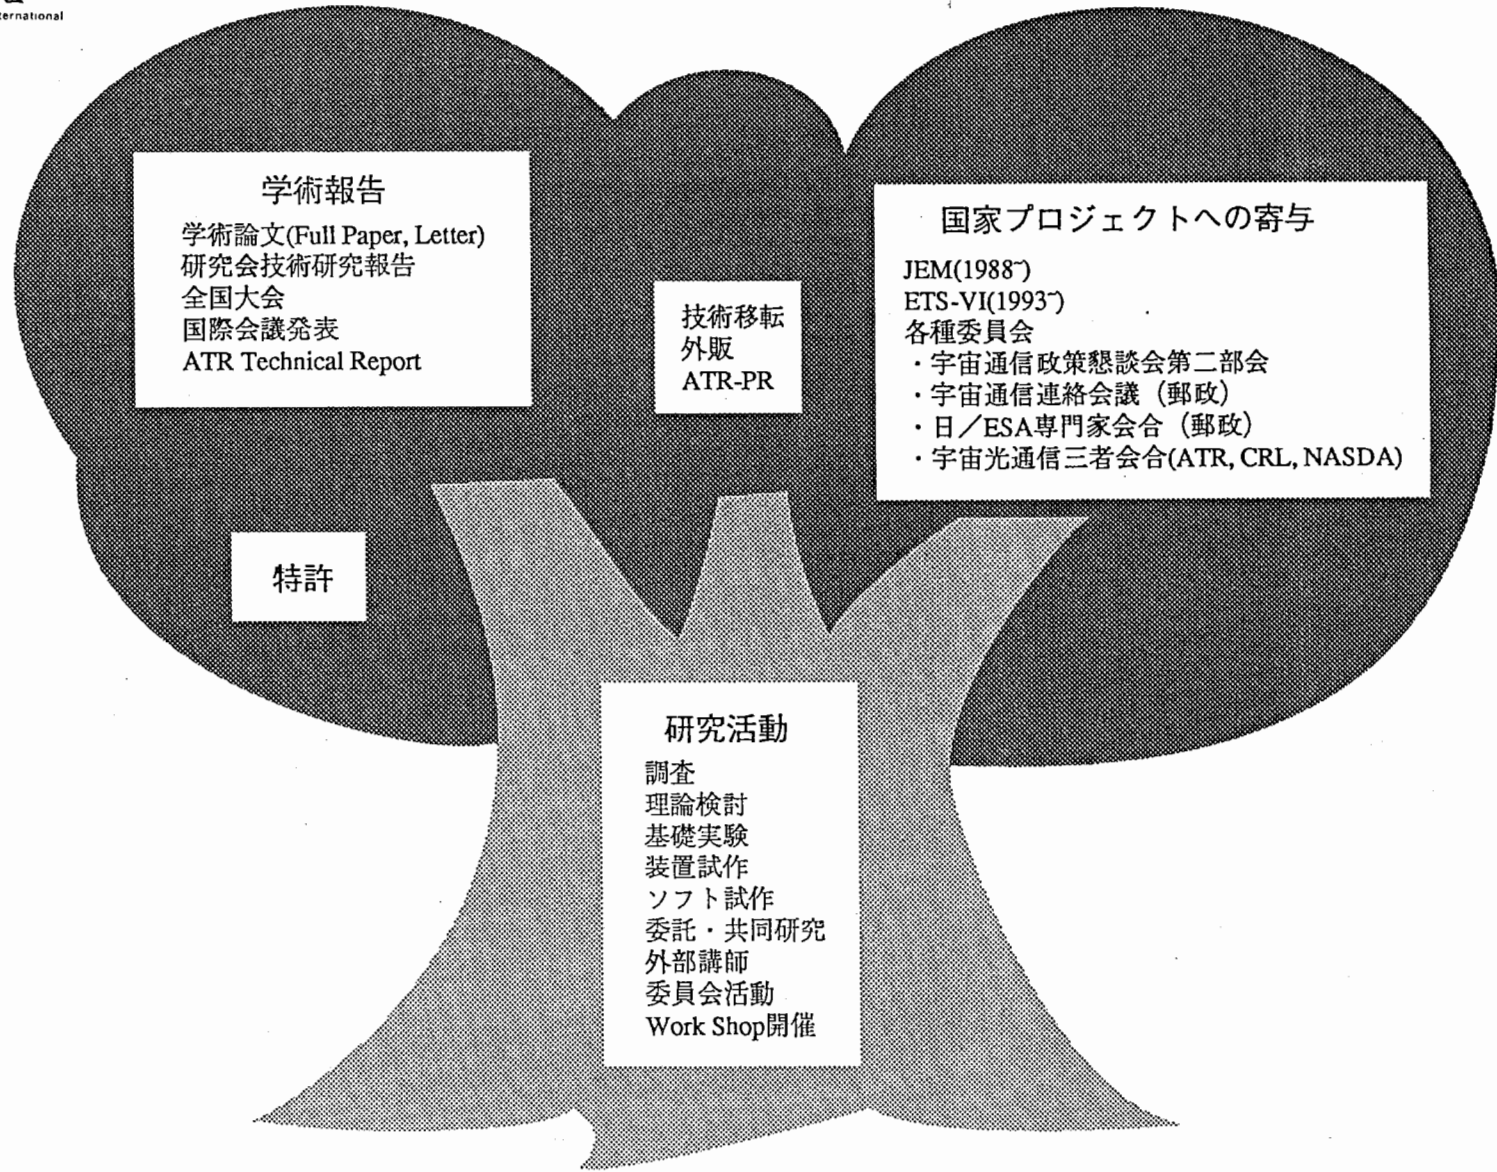 学術報告
学術論文(Full Paper, Letter)
研究会技術研究報告
全国大会
国際会議発表
ATR Technical Report
技術移転
外販
ATR-PR
国家プロジェクトへの寄与
JEM(1988~)
ETS-VI(1993~)
各種委員会
・宇宙通信政策懇談会第二部会
・宇宙通信連絡会議（郵政）
・日／ESA専門家会合（郵政）
・宇宙光通信三者会合(ATR, CRL, NASDA)
特許
研究活動
調査
理論検討
基礎実験
装置試作
ソフト試作
委託・共同研究
外部講師
委員会活動
Work Shop開催